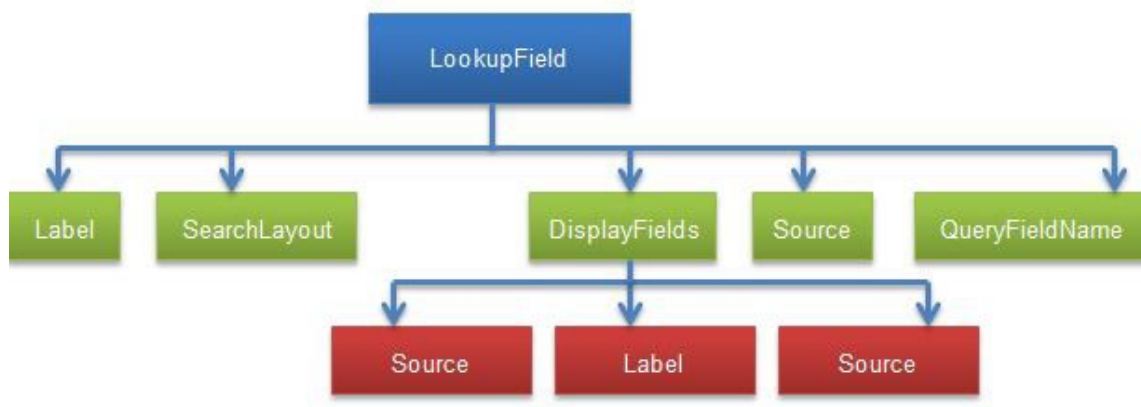 LookupField
Label SearchLayout DisplayFields Source QueryFieldName
Source Label Source